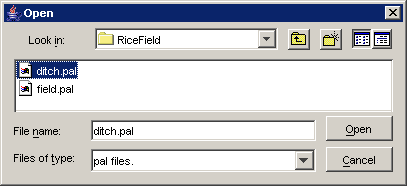 Open
Look in: RiceField
ditch.pal
field.pal
File name: ditch.pal Open
Files of type: pal files. Cancel